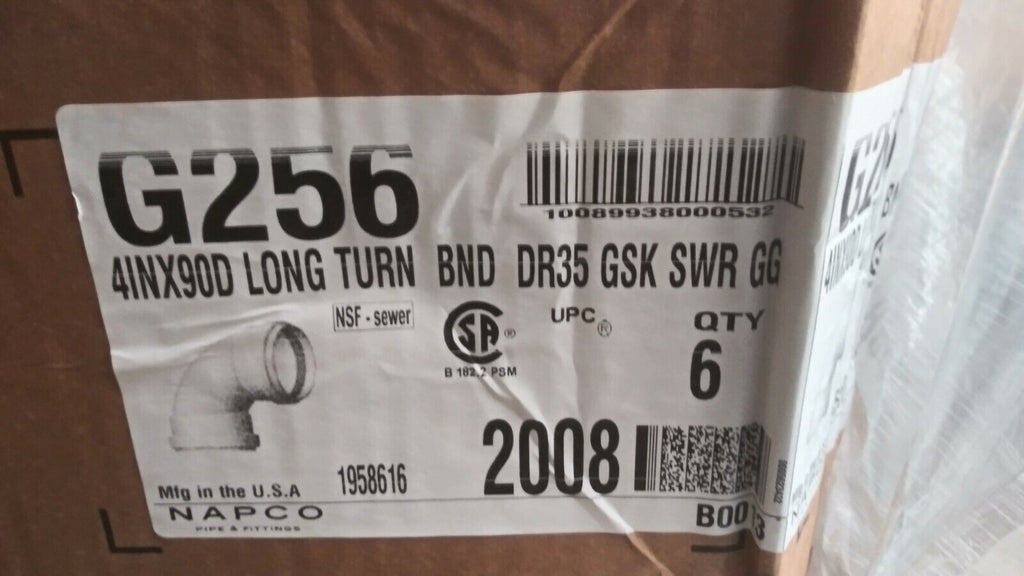 G256
10089938000532
4INX90D LONG TURN BND DR35 GSK SWR GG
NSF - sewer
SA ®
B 182.2 PSM
UPC ®
QTY
6
2008
Mfg in the U.S.A
1958616
NAPCO
PIPE & FITTINGS